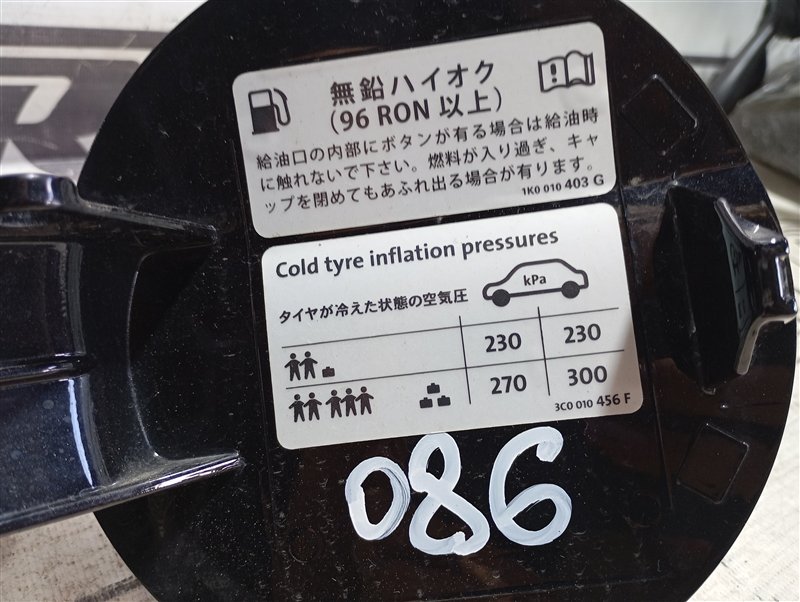 無鉛ハイオク
(96 RON 以上)
給油口の内部にボタンが有る場合は給油時
に触れないで下さい。燃料が入り過ぎ、キャ
ップを閉めてもあふれ出る場合が有ります。
1K0 010 403 G
Cold tyre inflation pressures
タイヤが冷えた状態の空気圧
kPa
230 230
270 300
3C0 010 456 F
086